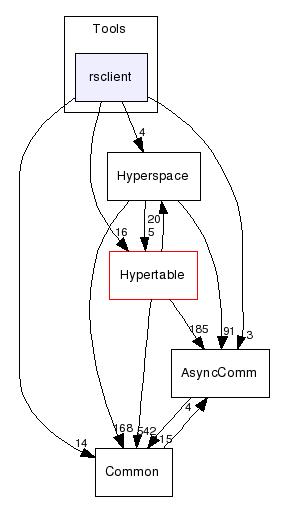 Tools
rsclient
4
Hyperspace
20
16
5
Hypertable
185
91
3
AsyncComm
4
168
542
15
14
Common